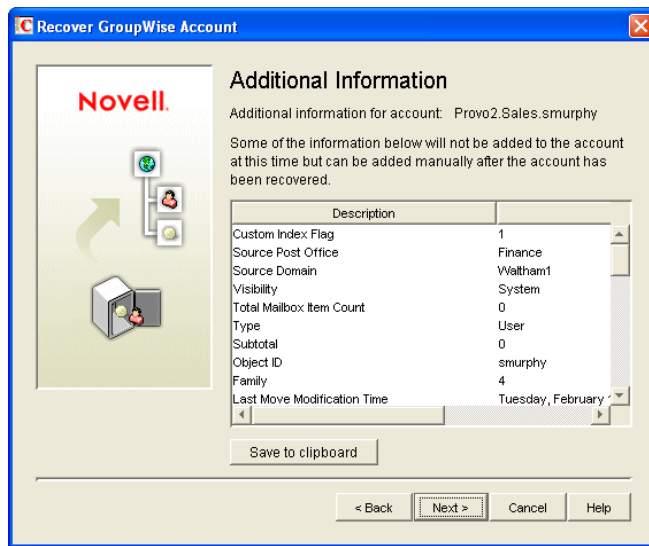 Recover GroupWise Acco unt
Novell.
Additional Information
Additional information for account: Provo2.Sales.smurphy
Some of the information below will not be added to the account
at this time but can be added manually after the account has
been recovered.
Description
Custom Index Flag 1
Source Post Office Finance
Source Domain Waltham1
Visibility System
Total Mailbox Item Count 0
Type User
Subtotal 0
Object ID smurphy
Family 4
Last Move Modification Time Tuesday, February
Save to clipboard
< Back Next > Cancel Help